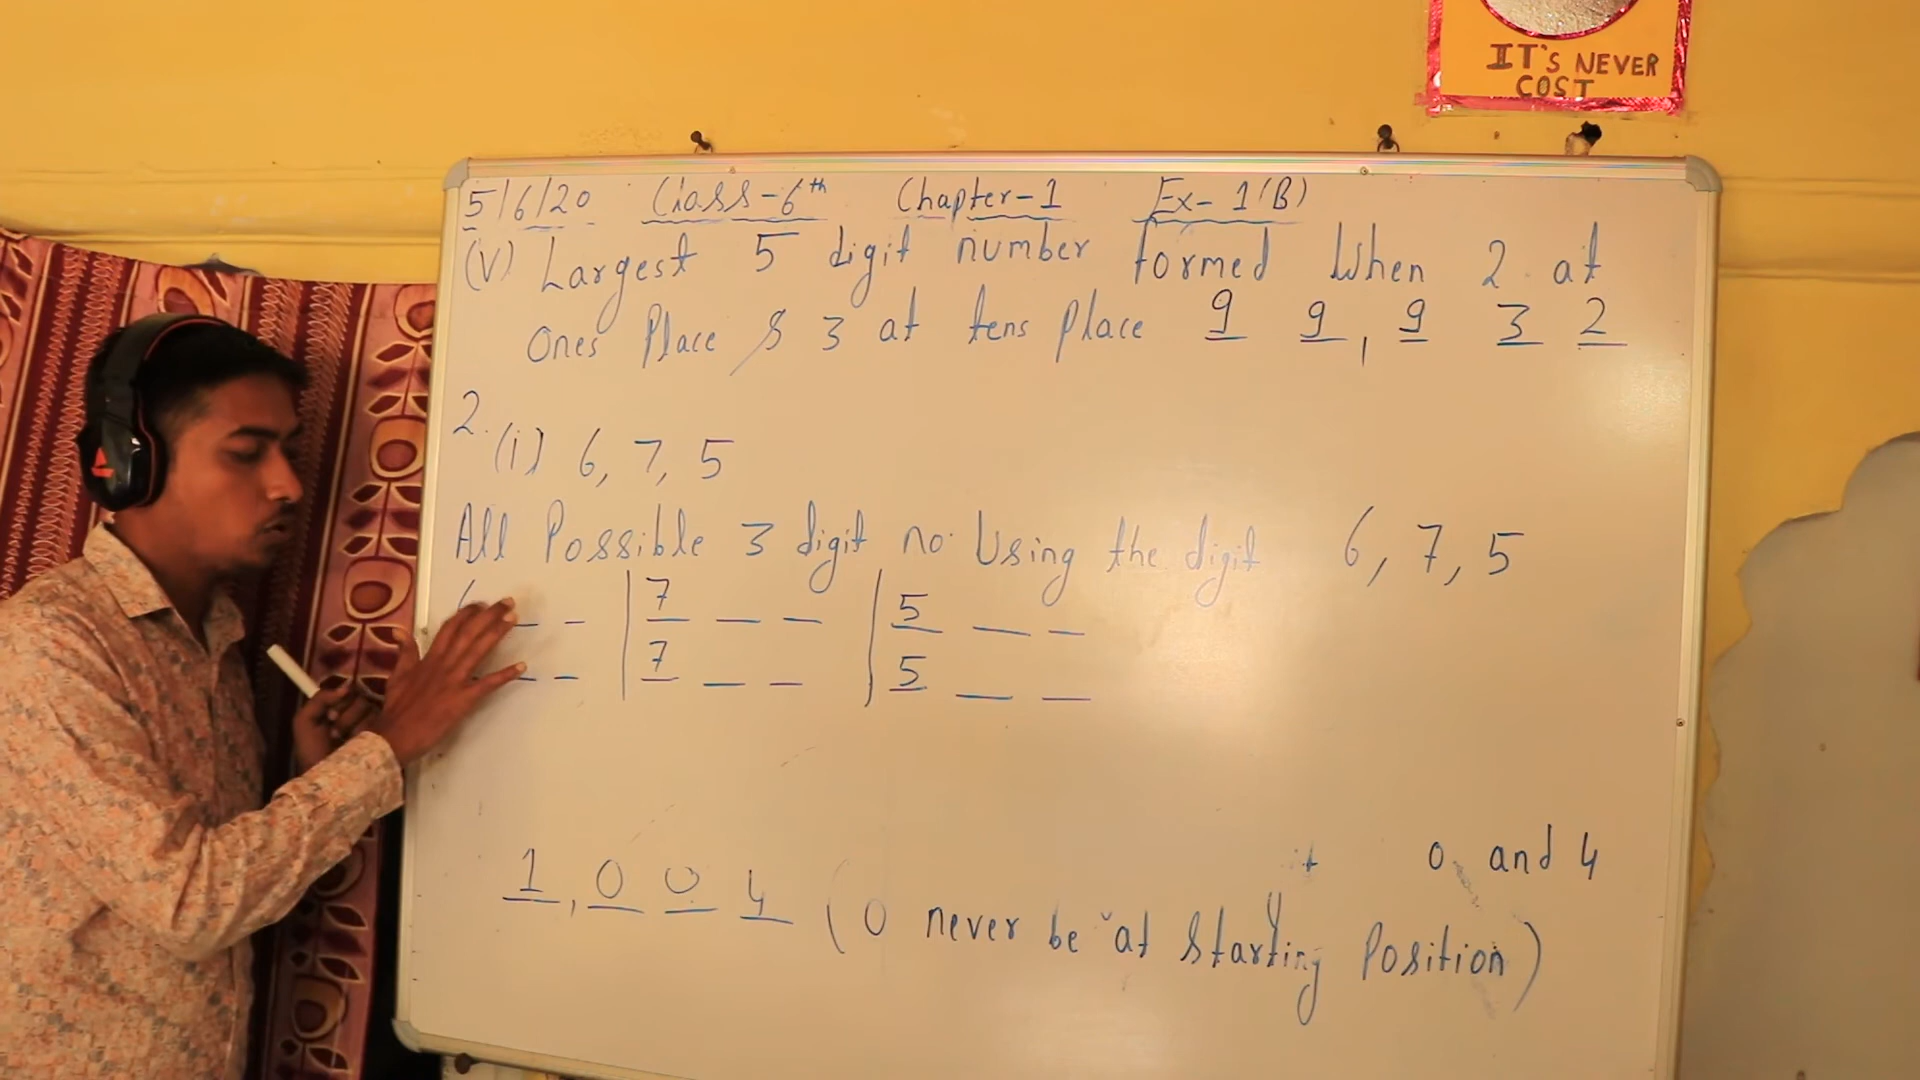 IT'S NEVER
COST
5/6/20 Class-6th Chapter-1 Ex-1(B)
(V) Largest 5 digit number formed When 2 at
Ones Place & 3 at tens place 9 9, 9 3 2
2.
(i) 6, 7, 5
All Possible 3 digit no. Using the digit 6, 7, 5
_ _ | 7 _ _ | 5 _ _
_ _ | 7 _ _ | 5 _ _
0 and 4
1, 0 0 4 (0 never be at starting Position)